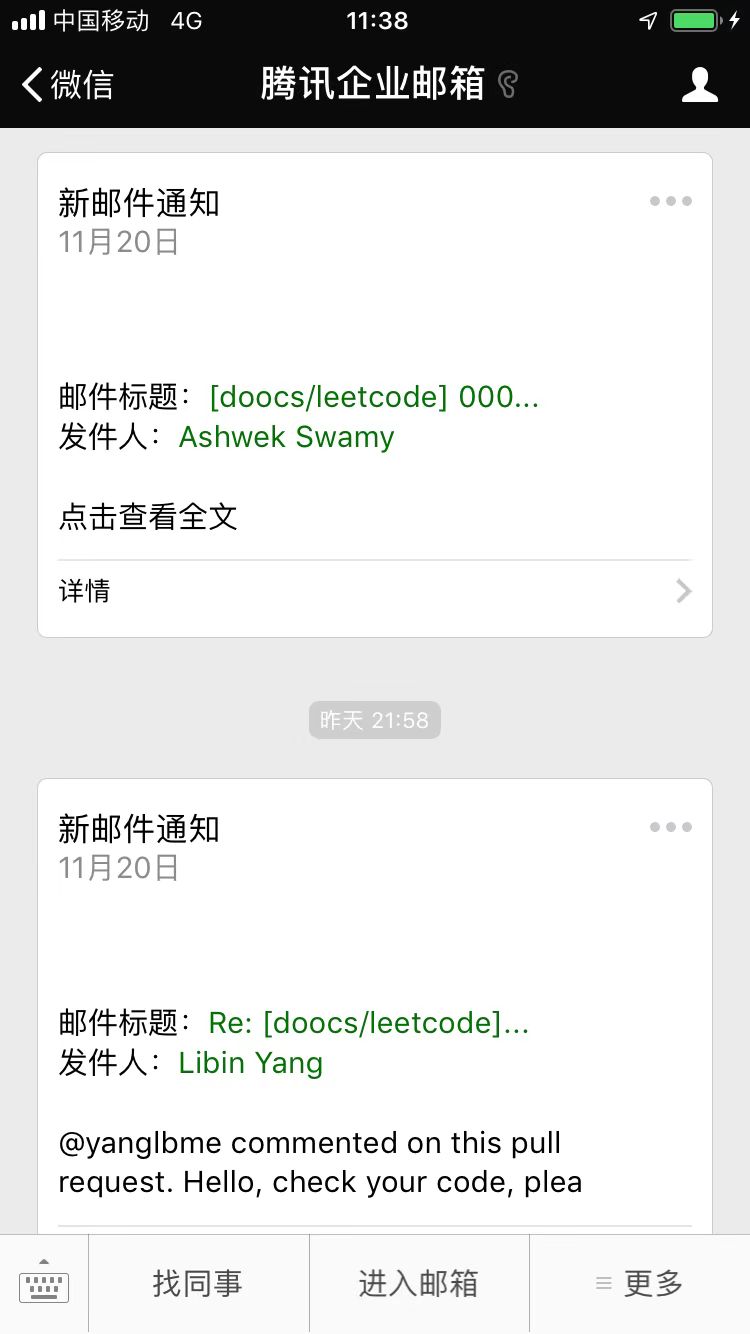 中国移动 4G 11:38
微信 腾讯企业邮箱
新邮件通知
11月20日
邮件标题：[doocs/leetcode] 000...
发件人：Ashwek Swamy
点击查看全文
详情
昨天 21:58
新邮件通知
11月20日
邮件标题：Re: [doocs/leetcode]...
发件人：Libin Yang
@yanglbme commented on this pull
request. Hello, check your code, plea
找同事 进入邮箱 更多